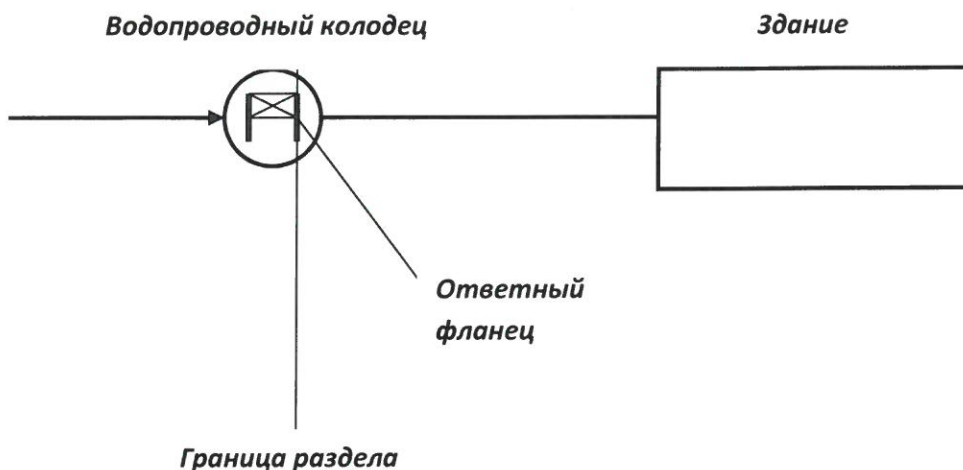 Водопроводный колодец
Здание
Ответный
фланец
Граница раздела